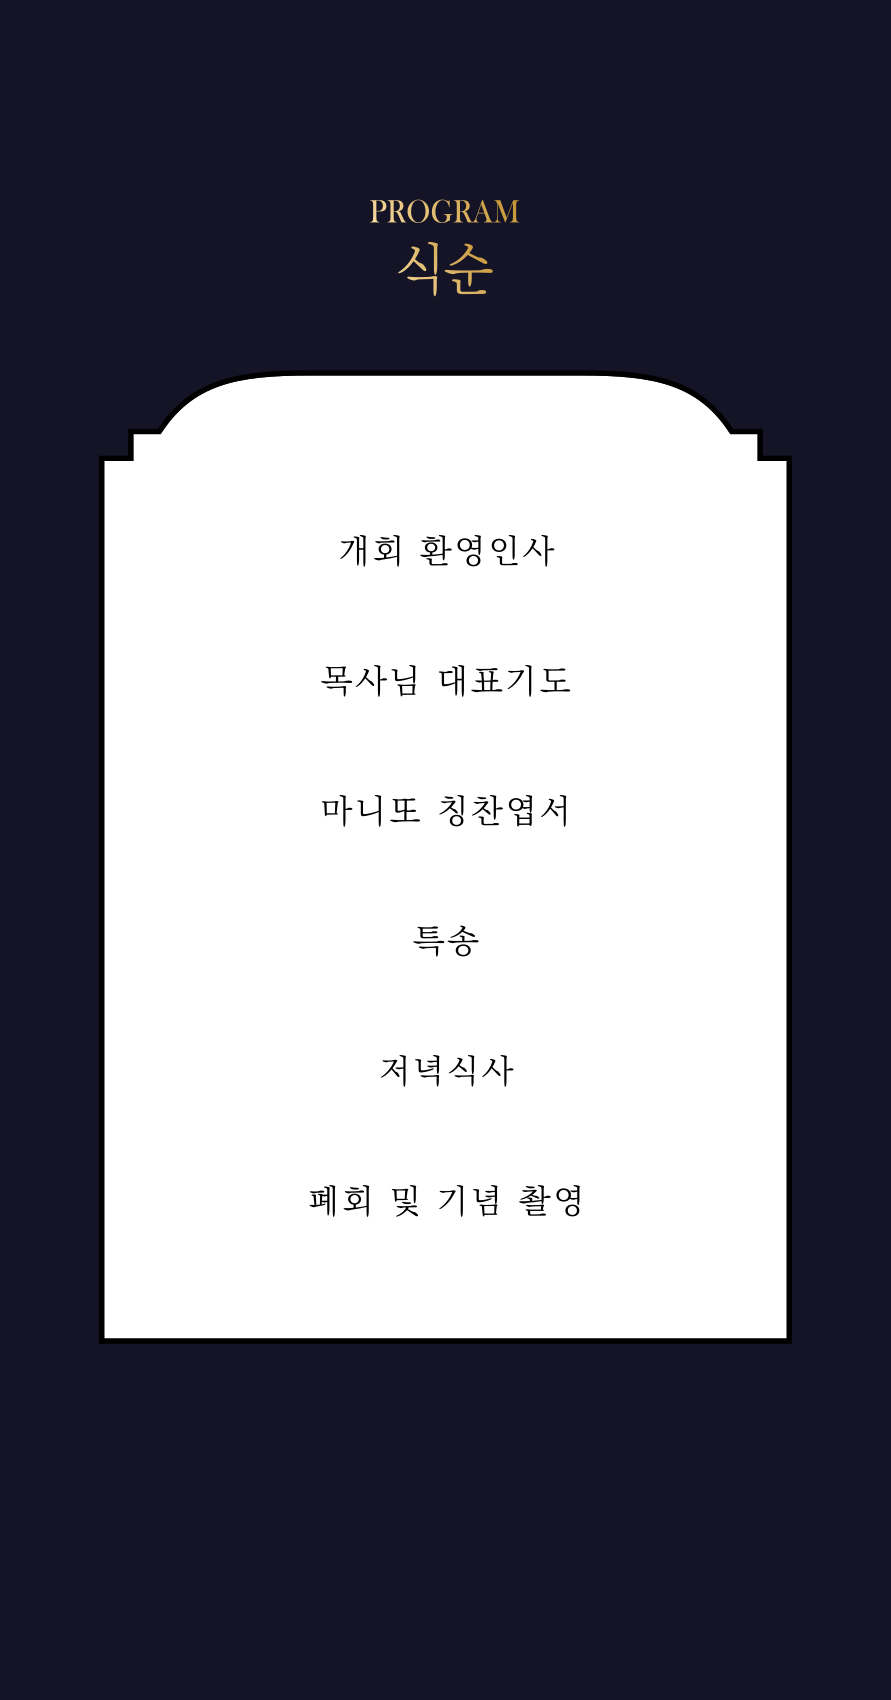 PROGRAM
식순
개회 환영인사
목사님 대표기도
마니또 칭찬엽서
특송
저녁식사
폐회 및 기념 촬영